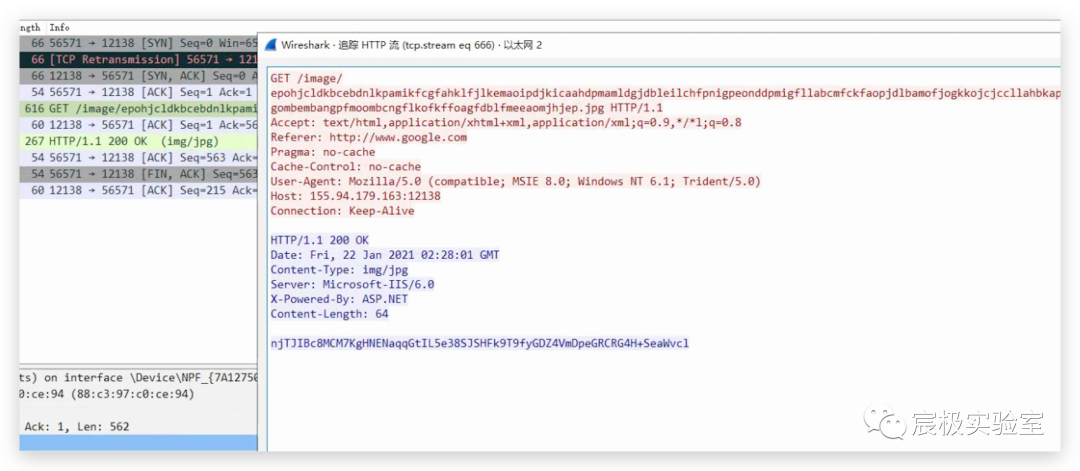 ngth Info
66 56571 → 12138 [SYN] Seq=0 Win=65
66 [TCP Retransmission] 56571 → 121
66 12138 → 56571 [SYN, ACK] Seq=0 A
54 56571 → 12138 [ACK] Seq=1 Ack=1
616 GET /image/epohjcldkbcebdnlkpami
60 12138 → 56571 [ACK] Seq=1 Ack=56
267 HTTP/1.1 200 OK (img/jpg)
54 56571 → 12138 [ACK] Seq=563 Ack=
54 56571 → 12138 [FIN, ACK] Seq=563
60 12138 → 56571 [ACK] Seq=215 Ack=
ts) on interface \Device\NPF_{7A1275
0:ce:94 (88:c3:97:c0:ce:94)
Ack: 1, Len: 562
Wireshark · 追踪 HTTP 流 (tcp.stream eq 666) · 以太网 2
GET /image/
epohjcldkbcebdnlkpamikfcgfahklfjjkemaoipdjkicaahdpmamldgjdbleilchfpnigpeonddpmigfllabcmfckfaopjdlbamofjogkkojcjccllahbkap
gombembangpfmoombcngflkofkffoagfdblfmeeaomjhjep.jpg HTTP/1.1
Accept: text/html,application/xhtml+xml,application/xml;q=0.9,*/*l;q=0.8
Referer: http://www.google.com
Pragma: no-cache
Cache-Control: no-cache
User-Agent: Mozilla/5.0 (compatible; MSIE 8.0; Windows NT 6.1; Trident/5.0)
Host: 155.94.179.163:12138
Connection: Keep-Alive
HTTP/1.1 200 OK
Date: Fri, 22 Jan 2021 02:28:01 GMT
Content-Type: img/jpg
Server: Microsoft-IIS/6.0
X-Powered-By: ASP.NET
Content-Length: 64
njTJIBc8MCM7KgHNENaqqGtIL5e38SJSHFk9T9fyGDZ4VmDpeGRCRG4H+SeaWvcl
宸极实验室